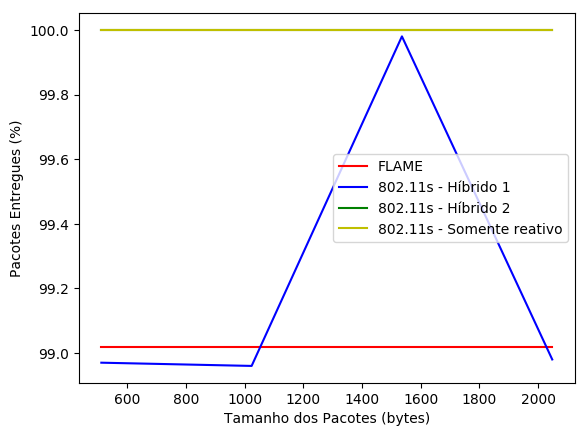 100.0
99.8
99.6
99.4
99.2
99.0
Pacotes Entregues (%)
FLAME
802.11s - Híbrido 1
802.11s - Híbrido 2
802.11s - Somente reativo
600 800 1000 1200 1400 1600 1800 2000
Tamanho dos Pacotes (bytes)